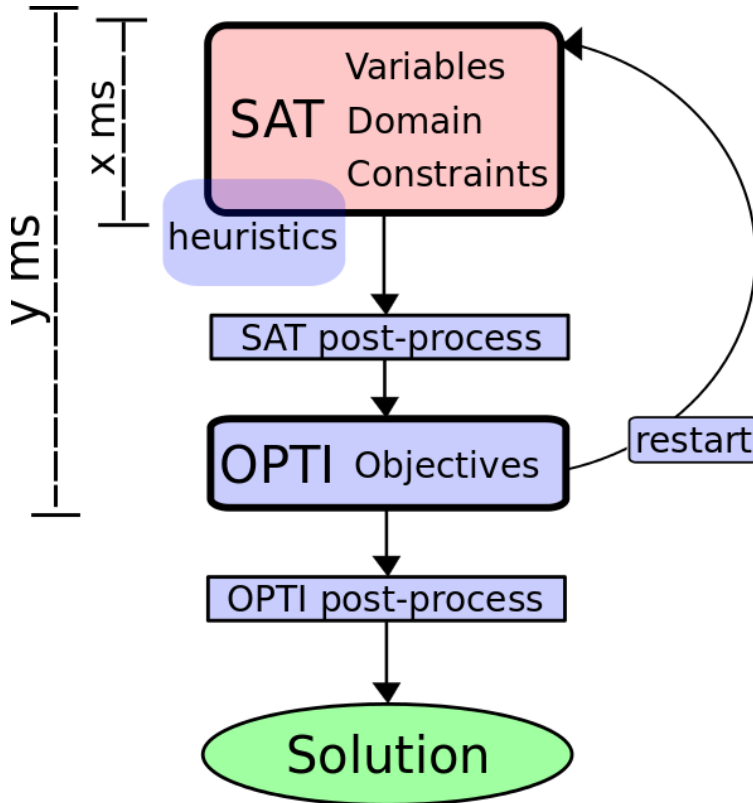 y ms
x ms
SAT
Variables
Domain
Constraints
heuristics
SAT post-process
OPTI Objectives
restart
OPTI post-process
Solution